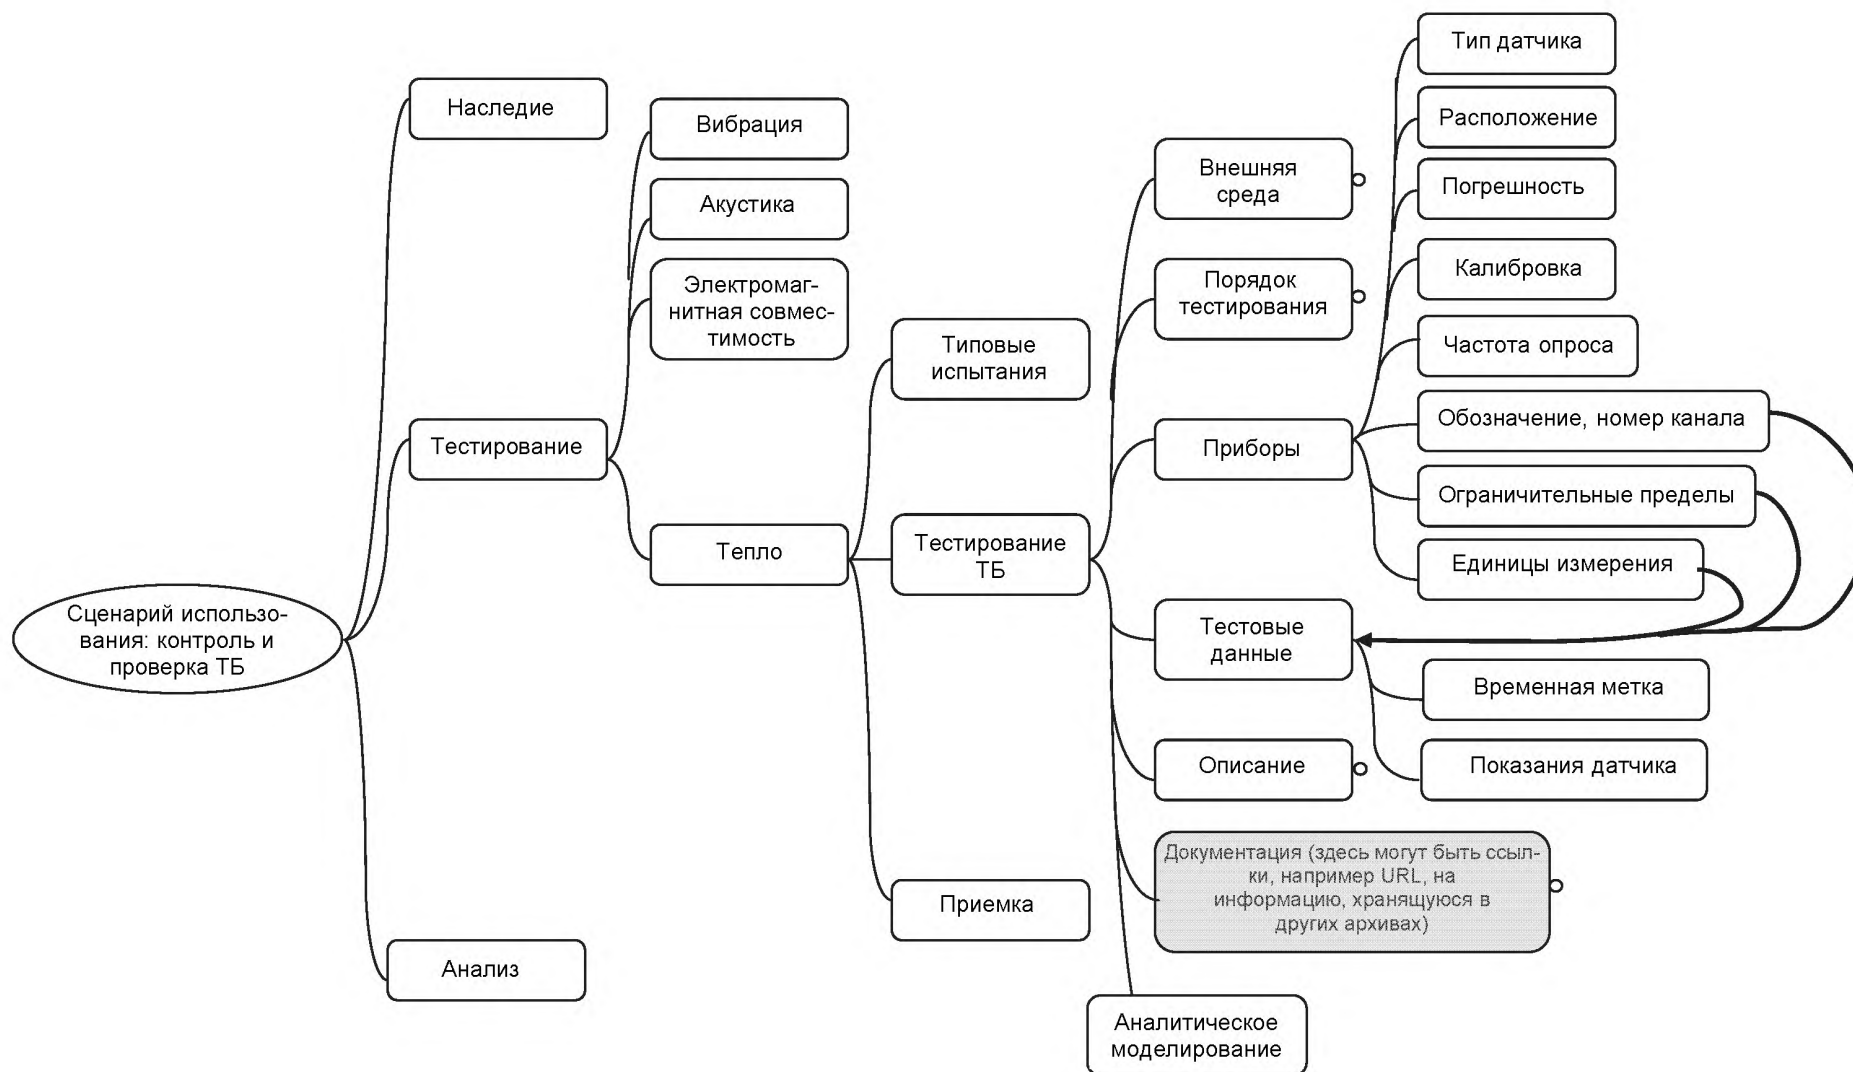 Сценарий использо-
вания: контроль и
проверка ТБ
Наследие
Тестирование
Анализ
Вибрация
Акустика
Электромаг-
нитная совмес-
тимость
Тепло
Типовые
испытания
Тестирование
ТБ
Приемка
Внешняя
среда
Порядок
тестирования
Приборы
Тестовые
данные
Описание
Документация (здесь могут быть ссыл-
ки, например URL, на
информацию, хранящуюся в
других архивах)
Аналитическое
моделирование
Тип датчика
Расположение
Погрешность
Калибровка
Частота опроса
Обозначение, номер канала
Ограничительные пределы
Единицы измерения
Временная метка
Показания датчика